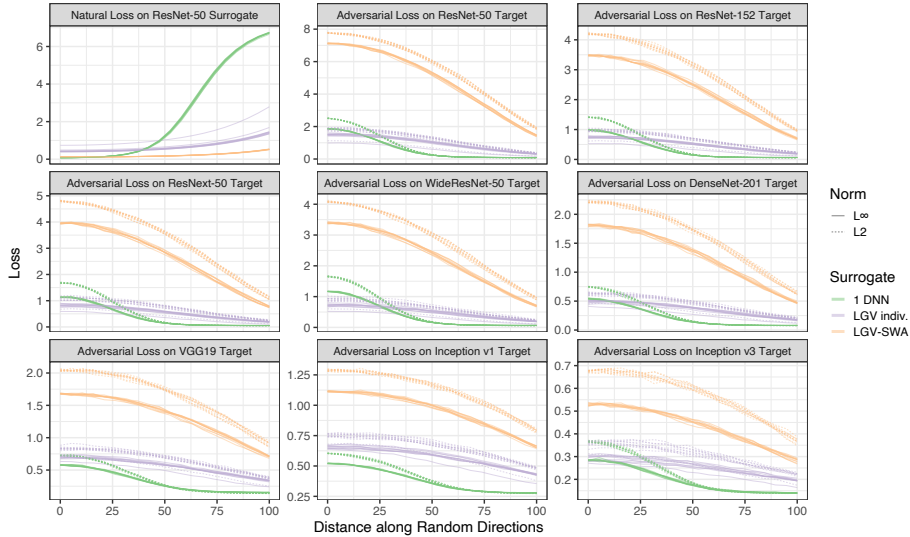 Natural Loss on ResNet-50 Surrogate
Adversarial Loss on ResNet-50 Target
Adversarial Loss on ResNet-152 Target
6
4
2
0
8
6
4
2
0
4
3
2
1
0
Adversarial Loss on ResNext-50 Target
Adversarial Loss on WideResNet-50 Target
Adversarial Loss on DenseNet-201 Target
5
4
3
2
1
0
4
3
2
1
0
2.0
1.5
1.0
0.5
0.0
Adversarial Loss on VGG19 Target
Adversarial Loss on Inception v1 Target
Adversarial Loss on Inception v3 Target
2.0
1.5
1.0
0.5
1.25
1.00
0.75
0.50
0.25
0.7
0.6
0.5
0.4
0.3
0.2
0 25 50 75 100
0 25 50 75 100
0 25 50 75 100
Distance along Random Directions
Loss
Norm
L∞
L2
Surrogate
1 DNN
LGV indiv.
LGV-SWA